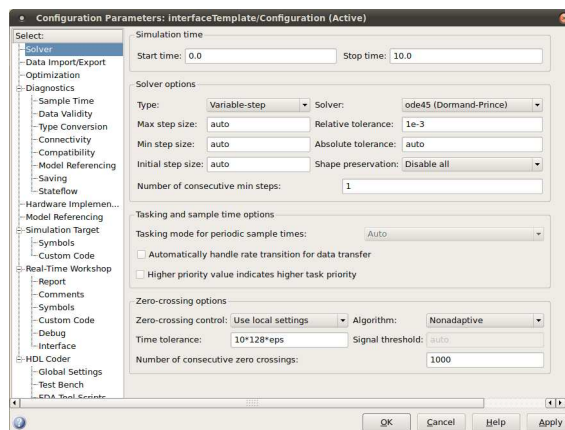 Configuration Parameters: interfaceTemplate/Configuration (Active)
Select:
Solver
Data Import/Export
Optimization
Diagnostics
Sample Time
Data Validity
Type Conversion
Connectivity
Compatibility
Model Referencing
Saving
Stateflow
Hardware Implemen...
Model Referencing
Simulation Target
Symbols
Custom Code
Real-Time Workshop
Report
Comments
Symbols
Custom Code
Debug
Interface
HDL Coder
Global Settings
Test Bench
EDA Tool Scripts
Simulation time
Start time: 0.0 Stop time: 10.0
Solver options
Type: Variable-step Solver: ode45 (Dormand-Prince)
Max step size: auto Relative tolerance: 1e-3
Min step size: auto Absolute tolerance: auto
Initial step size: auto Shape preservation: Disable all
Number of consecutive min steps: 1
Tasking and sample time options
Tasking mode for periodic sample times: Auto
Automatically handle rate transition for data transfer
Higher priority value indicates higher task priority
Zero-crossing options
Zero-crossing control: Use local settings Algorithm: Nonadaptive
Time tolerance: 10*128*eps Signal threshold: auto
Number of consecutive zero crossings: 1000
OK Cancel Help Apply